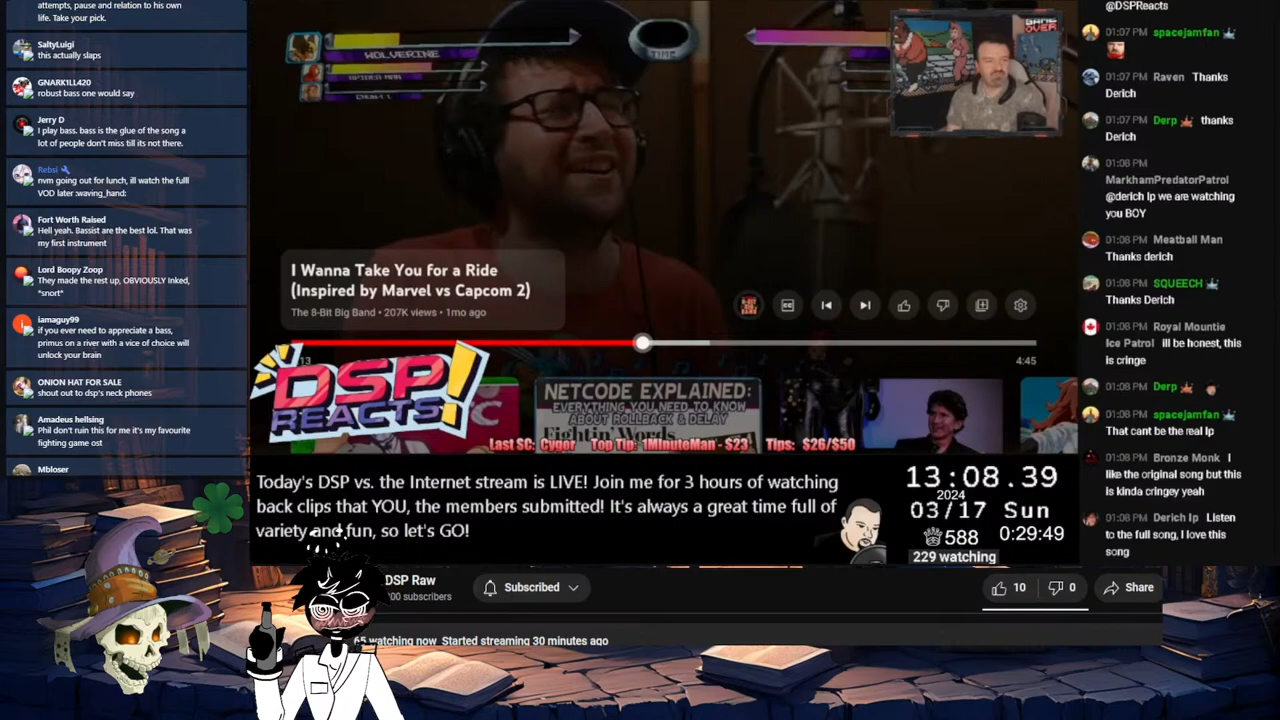 attempts, pause and relation to his own
life. Take your pick.
SaltyLuigi
this actually slaps
GNARK1LL420
robust bass one would say
Jerry D
I play bass. bass is the glue of the song a
lot of people don't miss till its not there.
Rebsi
nvm going out for lunch, ill watch the fulll
VOD later :waving_hand:
Fort Worth Raised
Hell yeah. Bassist are the best lol. That was
my first instrument
Lord Boopy Zoop
They made the rest up, OBVIOUSLY Inked,
*snort*
iamaguy99
if you ever need to appreciate a bass,
primus on a river with a vice of choice will
unlock your brain
ONION HAT FOR SALE
shout out to dsp's neck phones
Amadeus hellsing
Phil don't ruin this for me it's my favourite
fighting game ost
Mbloser
WOLVERINE
SPIDER MAN
TIME
GAME
OVER
I Wanna Take You for a Ride
(Inspired by Marvel vs Capcom 2)
The 8-Bit Big Band • 207K views • 1mo ago
13
4:45
DSP
REACTS!
NETCODE EXPLAINED:
EVERYTHING YOU NEED TO KNOW
ABOUT ROLLBACK & DELAY
Fightin' Words
Last SC: Cygor Top Tip: 1MinuteMan - $23 Tips: $26/$50
Today's DSP vs. the Internet stream is LIVE! Join me for 3 hours of watching
back clips that YOU, the members submitted! It's always a great time full of
variety and fun, so let's GO!
13:08.39
2024
03/17 Sun
588
0:29:49
229 watching
DSP Raw
00 subscribers
Subscribed
10
0
Share
65 watching now Started streaming 30 minutes ago
@DSPReacts
01:07 PM spacejamfan
01:07 PM Raven Thanks
Derich
01:07 PM Derp thanks
Derich
01:08 PM
MarkhamPredatorPatrol
@derich lp we are watching
you BOY
01:08 PM Meatball Man
Thanks derich
01:08 PM SQUEECH
Thanks Derich
01:08 PM Royal Mountie
Ice Patrol ill be honest, this
is cringe
01:08 PM Derp
01:08 PM spacejamfan
That cant be the real lp
01:08 PM Bronze Monk I
like the original song but this
is kinda cringey yeah
01:08 PM Derich lp Listen
to the full song, I love this
song